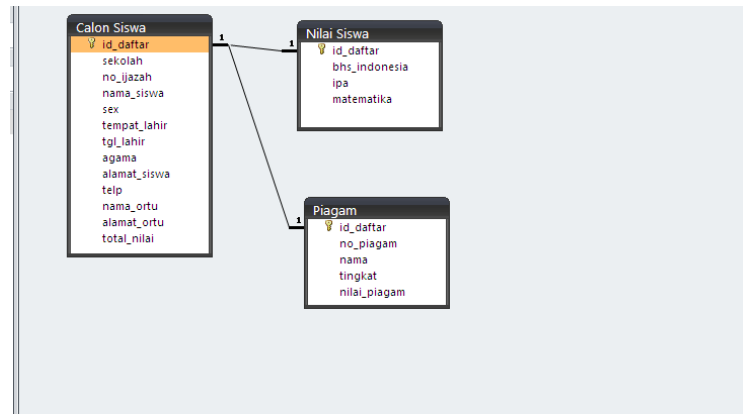 Calon Siswa
id_daftar
sekolah
no_ijazah
nama_siswa
sex
tempat_lahir
tgl_lahir
agama
alamat_siswa
telp
nama_ortu
alamat_ortu
total_nilai
1
1
Nilai Siswa
id_daftar
bhs_indonesia
ipa
matematika
1
Piagam
id_daftar
no_piagam
nama
tingkat
nilai_piagam